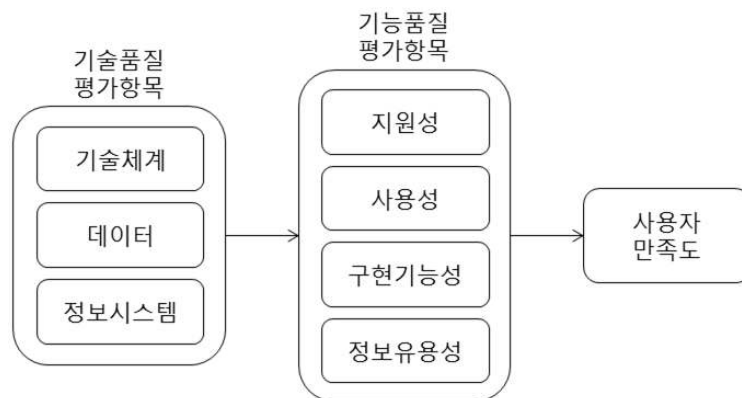 기술품질
평가항목
기술체계
데이터
정보시스템
기능품질
평가항목
지원성
사용성
구현기능성
정보유용성
사용자
만족도